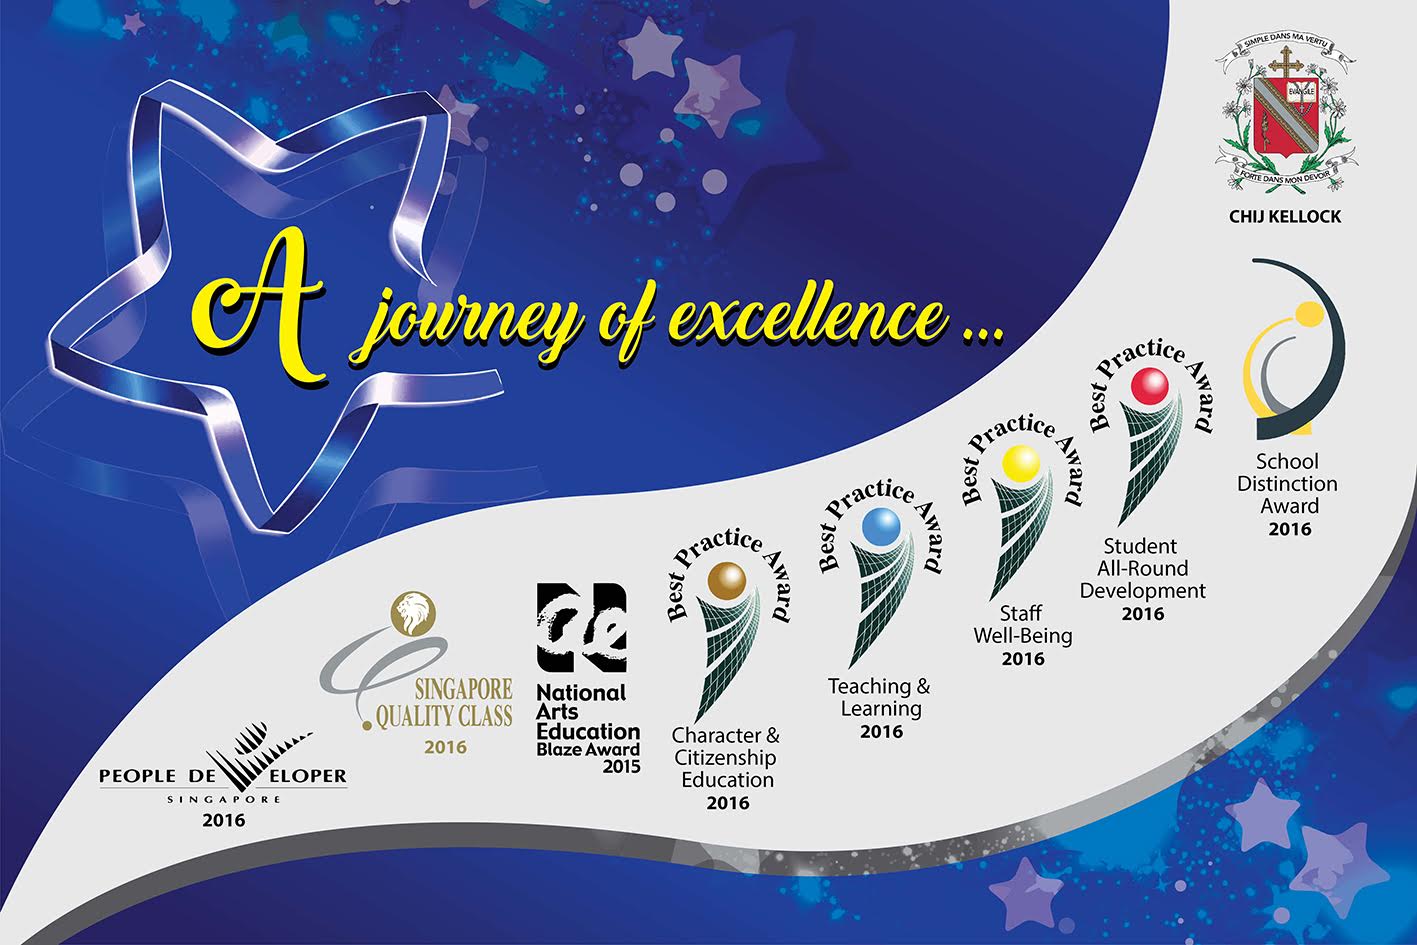 SIMPLE DANS MA VERTU
EVANGILE
FORTE DANS MON DEVOIR
CHIJ KELLOCK
A journey of excellence ...
School
Distinction
Award
2016
Best Practice Award
Student
All-Round
Development
2016
Best Practice Award
Staff
Well-Being
2016
Best Practice Award
Teaching &
Learning
2016
Best Practice Award
Character &
Citizenship
Education
2016
ae
National
Arts
Education
Blaze Award
2015
SINGAPORE
QUALITY CLASS
2016
PEOPLE DEVELOPER
SINGAPORE
2016